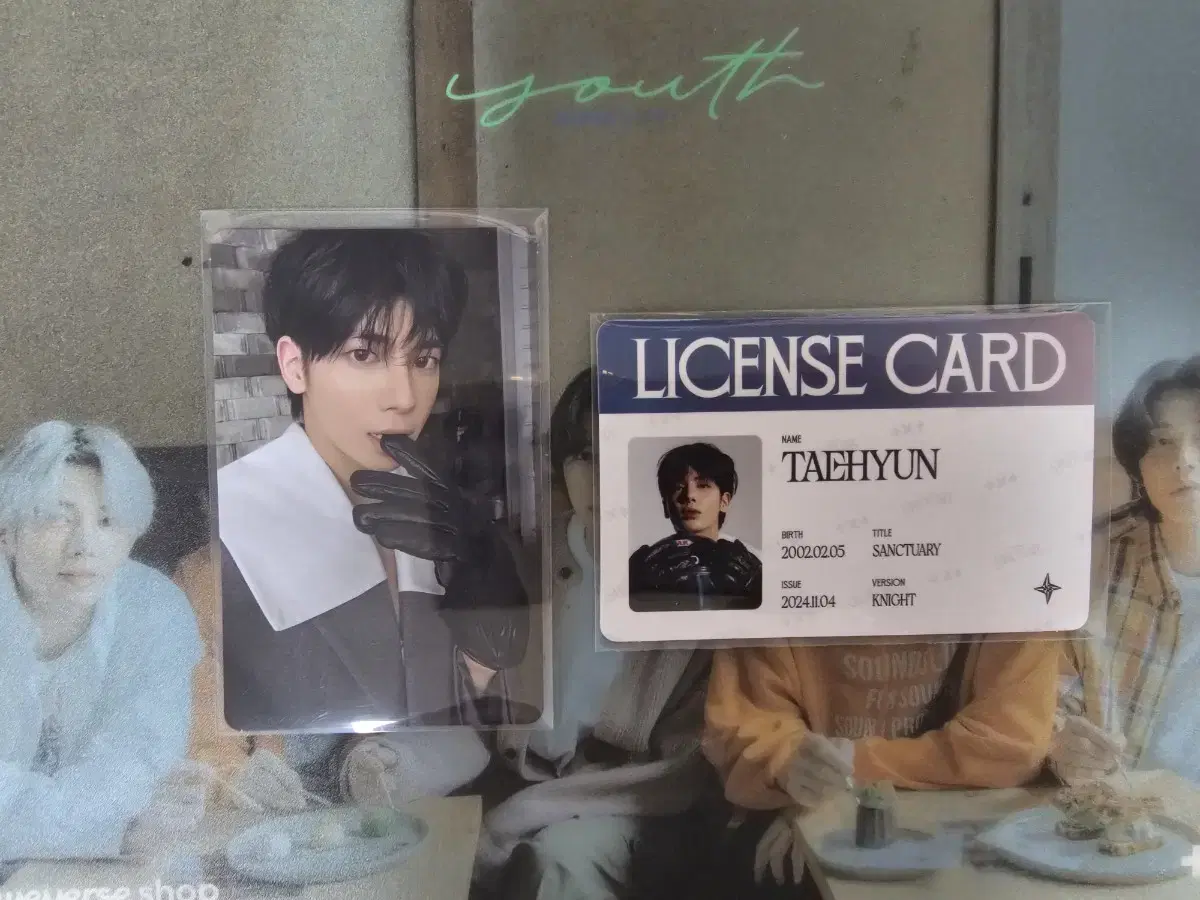 youth
LICENSE CARD
NAME
TAEHYUN
BIRTH
2002.02.05
TITLE
SANCTUARY
ISSUE
2024.11.04
VERSION
KNIGHT
weverse shop